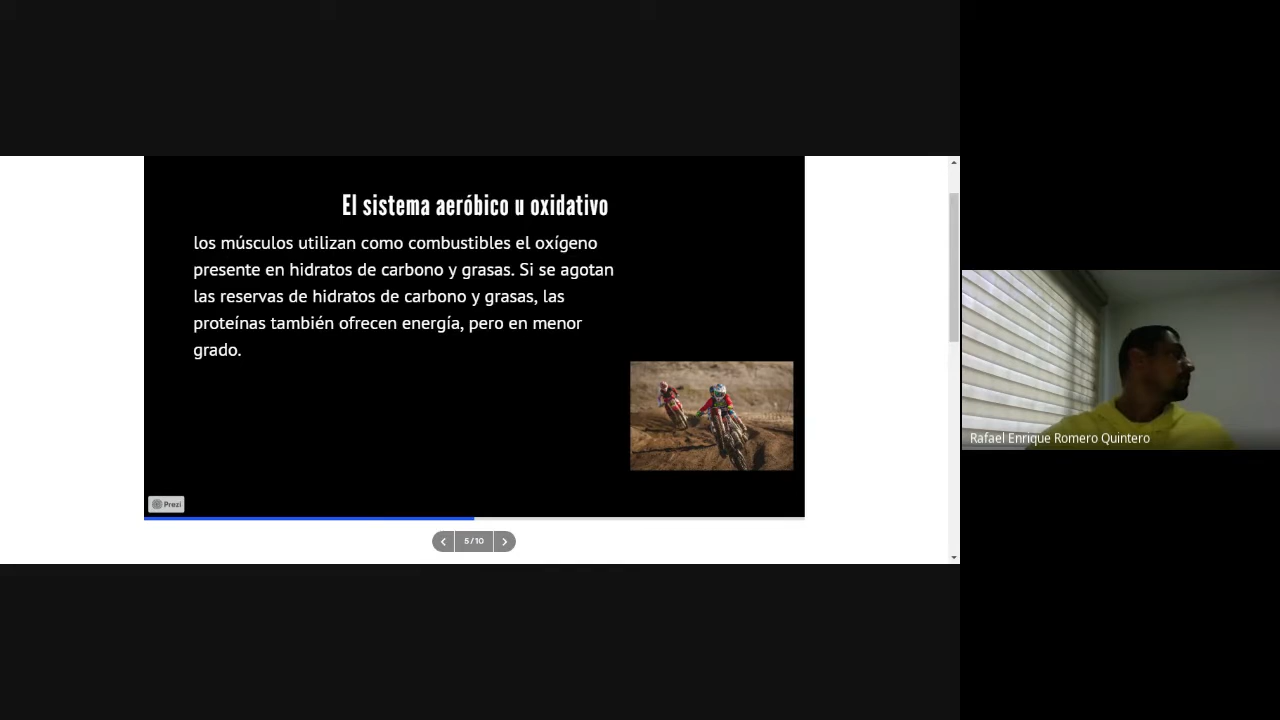 El sistema aeróbico u oxidativo
los músculos utilizan como combustibles el oxígeno
presente en hidratos de carbono y grasas. Si se agotan
las reservas de hidratos de carbono y grasas, las
proteínas también ofrecen energía, pero en menor
grado.
Prezi
5/10
Rafael Enrique Romero Quintero